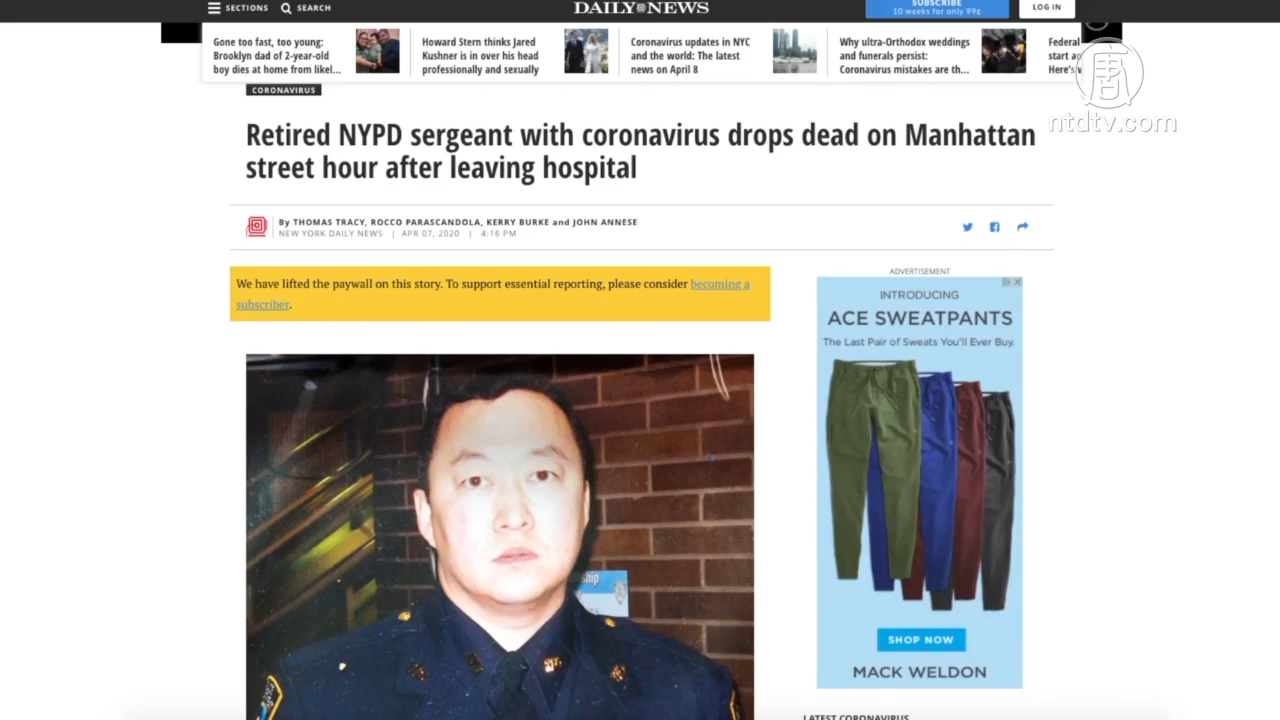 SECTIONS
SEARCH
DAILY NEWS
SUBSCRIBE
10 weeks for only 99¢
LOG IN
Gone too fast, too young:
Brooklyn dad of 2-year-old
boy dies at home from likel...
Howard Stern thinks Jared
Kushner is in over his head
professionally and sexually
Coronavirus updates in NYC
and the world: The latest
news on April 8
Why ultra-Orthodox weddings
and funerals persist:
Coronavirus mistakes are th...
Federal
start
Here's
唐
ntdtv.com
CORONAVIRUS
Retired NYPD sergeant with coronavirus drops dead on Manhattan
street hour after leaving hospital
By THOMAS TRACY, ROCCO PARASCANDOLA, KERRY BURKE and JOHN ANNESE
NEW YORK DAILY NEWS | APR 07, 2020 | 4:16 PM
We have lifted the paywall on this story. To support essential reporting, please consider becoming a
subscriber.
ADVERTISEMENT
INTRODUCING
ACE SWEATPANTS
The Last Pair of Sweats You'll Ever Buy.
SHOP NOW
MACK WELDON
ship
LATEST CORONAVIRUS